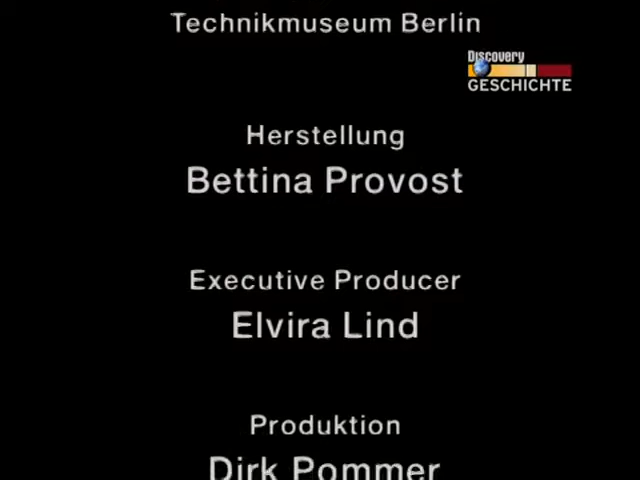 Technikmuseum Berlin
Discovery
GESCHICHTE
Herstellung
Bettina Provost
Executive Producer
Elvira Lind
Produktion
Dirk Pommer